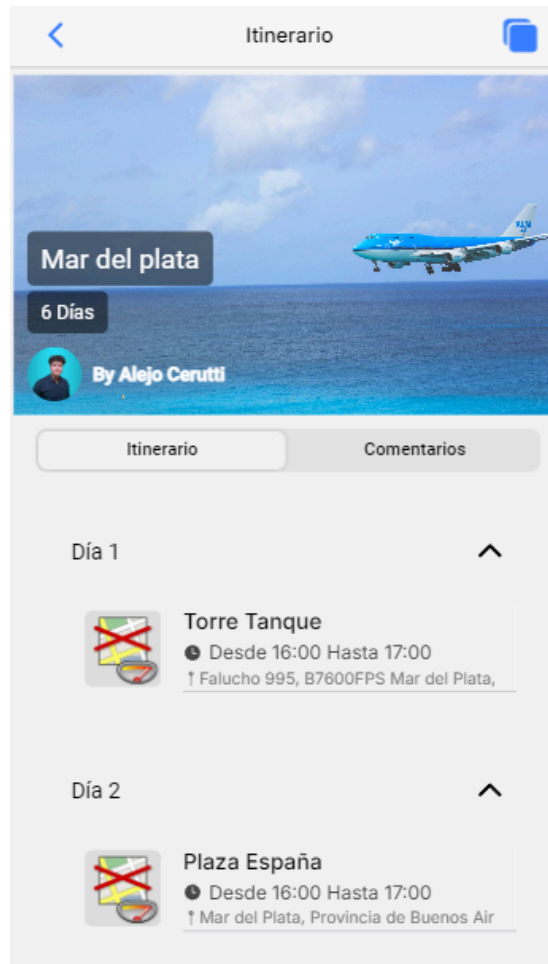 Itinerario
Mar del plata
6 Días
By Alejo Cerutti
Itinerario
Comentarios
Día 1
Torre Tanque
Desde 16:00 Hasta 17:00
Falucho 995, B7600FPS Mar del Plata,
Día 2
Plaza España
Desde 16:00 Hasta 17:00
Mar del Plata, Provincia de Buenos Air